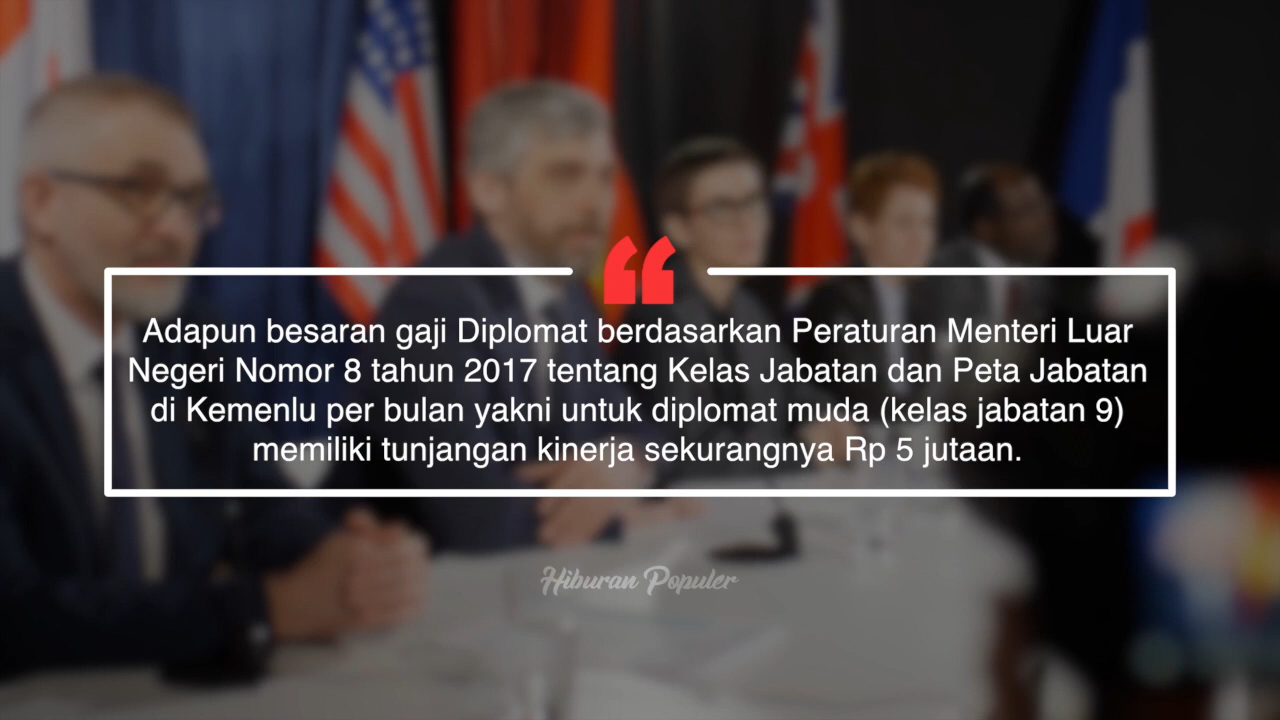 Adapun besaran gaji Diplomat berdasarkan Peraturan Menteri Luar
Negeri Nomor 8 tahun 2017 tentang Kelas Jabatan dan Peta Jabatan
di Kemenlu per bulan yakni untuk diplomat muda (kelas jabatan 9)
memiliki tunjangan kinerja sekurangnya Rp 5 jutaan.
Hiburan Populer